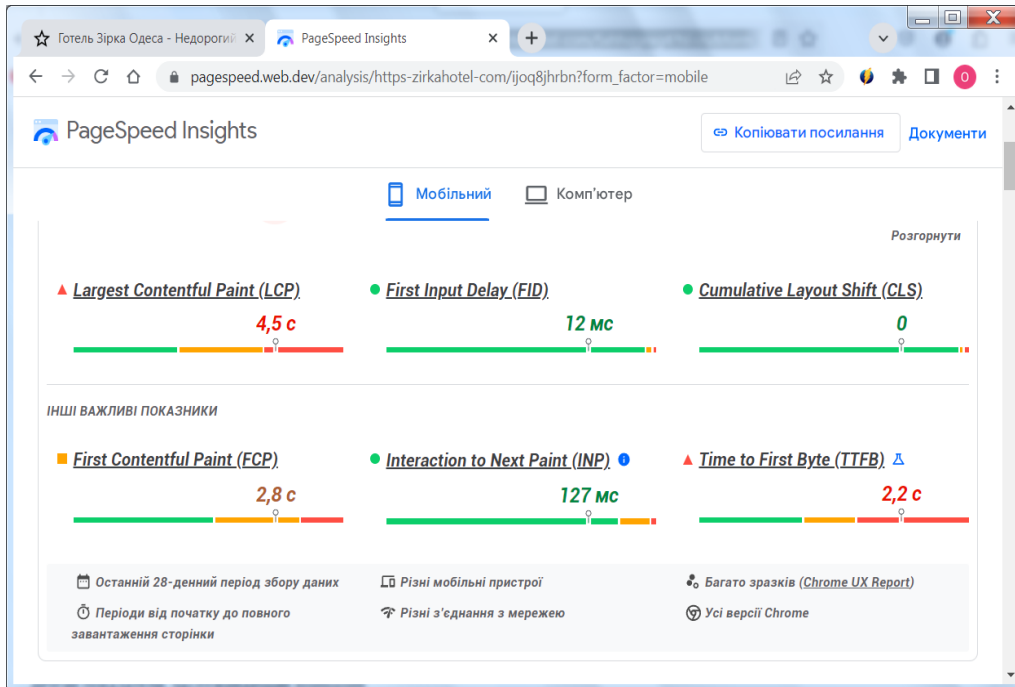 Готель Зірка Одеса - Недорогий
PageSpeed Insights
pagespeed.web.dev/analysis/https-zirkahotel-com/ijoq8jhrbn?form_factor=mobile
O
PageSpeed Insights
Копіювати посилання
Документи
Мобільний
Комп'ютер
Розгорнути
Largest Contentful Paint (LCP)
4,5 с
First Input Delay (FID)
12 мс
Cumulative Layout Shift (CLS)
0
ІНШІ ВАЖЛИВІ ПОКАЗНИКИ
First Contentful Paint (FCP)
2,8 с
Interaction to Next Paint (INP)
127 мс
Time to First Byte (TTFB)
2,2 с
Останній 28-денний період збору даних
Різні мобільні пристрої
Багато зразків (Chrome UX Report)
Періоди від початку до повного
завантаження сторінки
Різні з'єднання з мережею
Усі версії Chrome